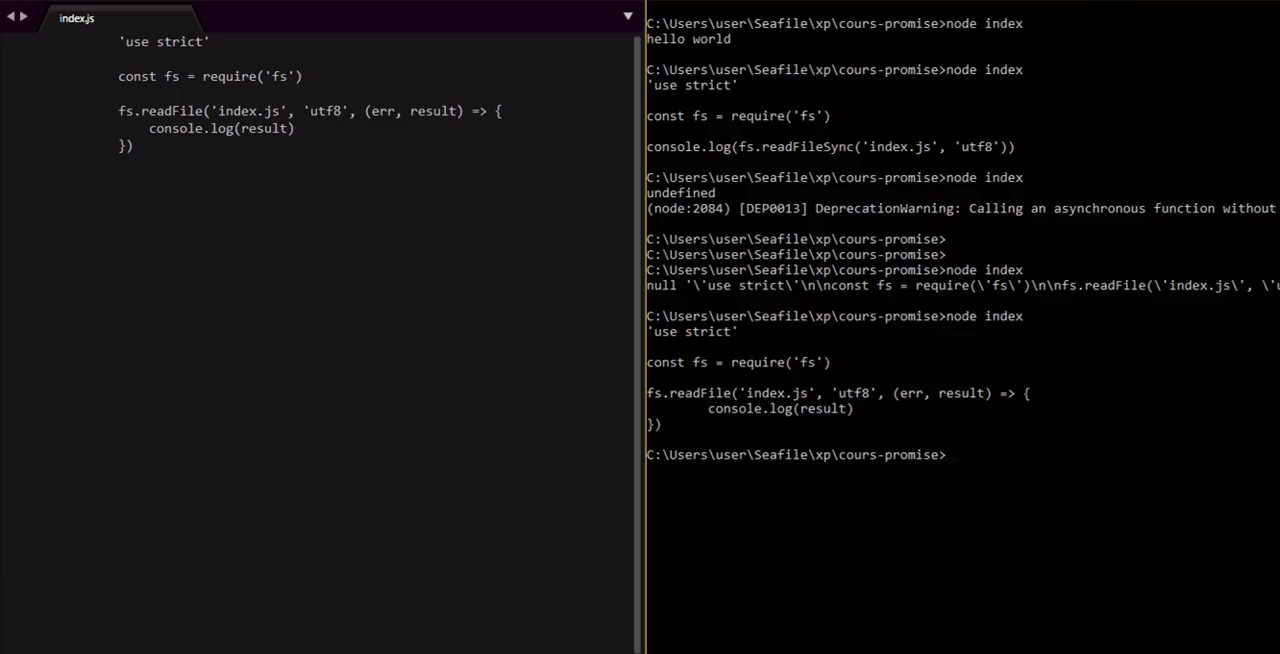 index.js
'use strict'
const fs = require('fs')
fs.readFile('index.js', 'utf8', (err, result) => {
console.log(result)
})
C:\Users\user\Seafile\xp\cours-promise>node index
hello world
C:\Users\user\Seafile\xp\cours-promise>node index
'use strict'
const fs = require('fs')
console.log(fs.readFileSync('index.js', 'utf8'))
C:\Users\user\Seafile\xp\cours-promise>node index
undefined
(node:2084) [DEP0013] DeprecationWarning: Calling an asynchronous function without
C:\Users\user\Seafile\xp\cours-promise>
C:\Users\user\Seafile\xp\cours-promise>
C:\Users\user\Seafile\xp\cours-promise>node index
null '\'use strict\'\n\nconst fs = require(\'fs\')\n\nfs.readFile(\'index.js\', \'u
C:\Users\user\Seafile\xp\cours-promise>node index
'use strict'
const fs = require('fs')
fs.readFile('index.js', 'utf8', (err, result) => {
console.log(result)
})
C:\Users\user\Seafile\xp\cours-promise>